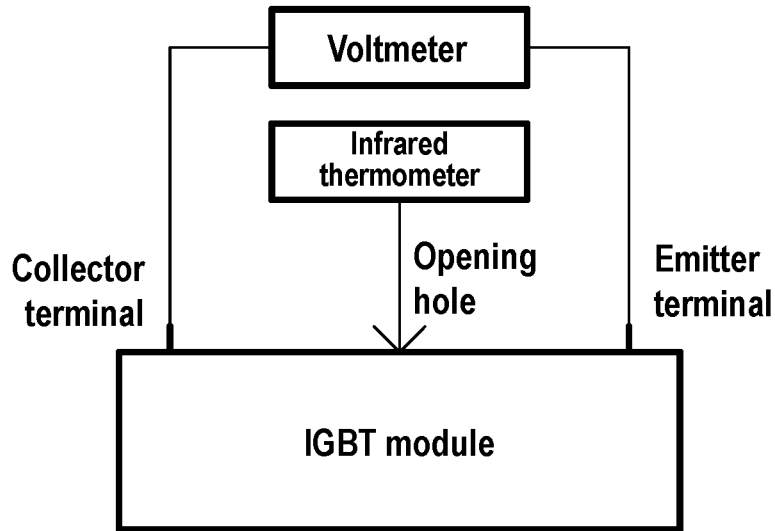 Voltmeter
Infrared
thermometer
Collector
terminal
Opening
hole
Emitter
terminal
IGBT module